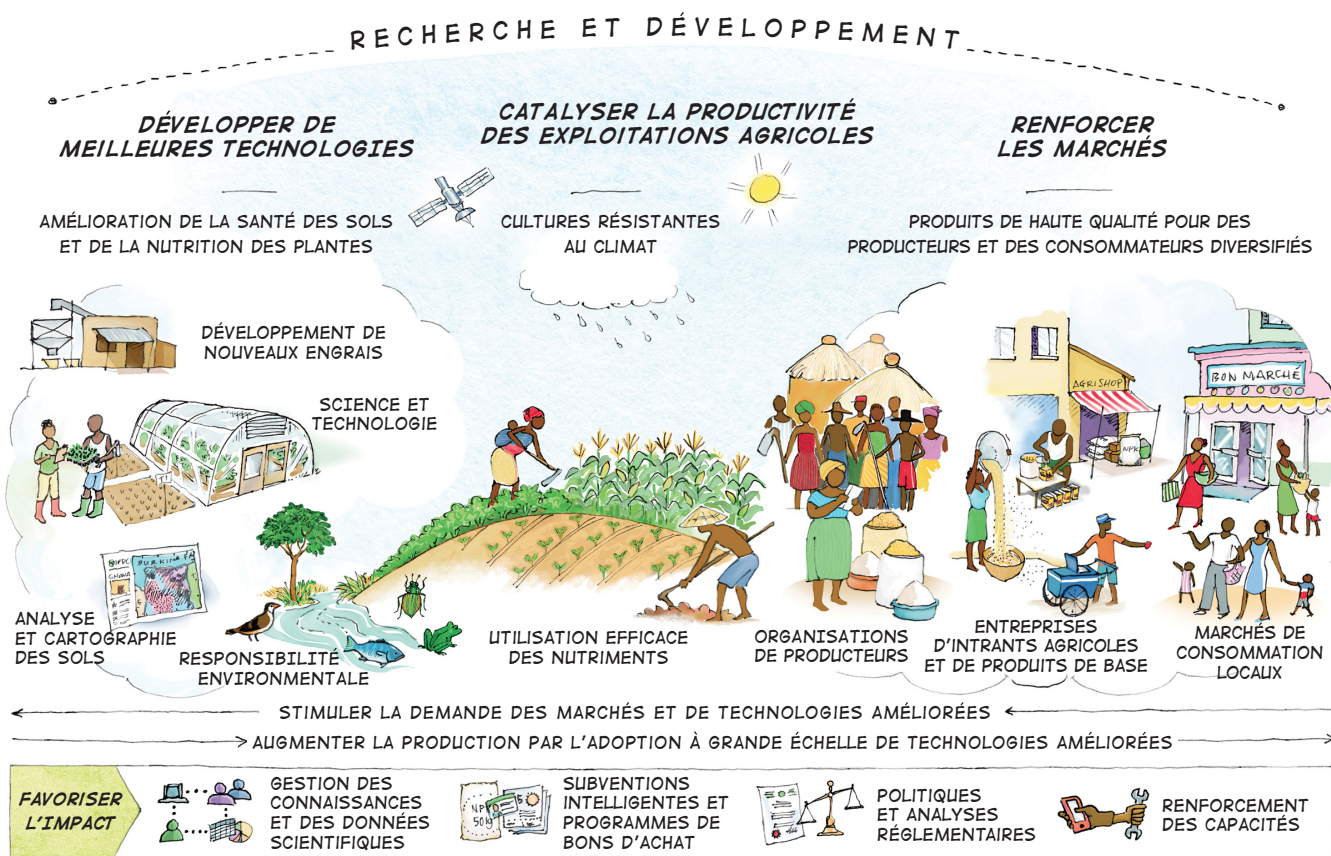 RECHERCHE ET DÉVELOPPEMENT
DÉVELOPPER DE
MEILLEURES TECHNOLOGIES
CATALYSER LA PRODUCTIVITÉ
DES EXPLOITATIONS AGRICOLES
RENFORCER
LES MARCHÉS
AMÉLIORATION DE LA SANTÉ DES SOLS
ET DE LA NUTRITION DES PLANTES
CULTURES RÉSISTANTES
AU CLIMAT
PRODUITS DE HAUTE QUALITÉ POUR DES
PRODUCTEURS ET DES CONSOMMATEURS DIVERSIFIÉS
DÉVELOPPEMENT DE
NOUVEAUX ENGRAIS
SCIENCE ET
TECHNOLOGIE
AGRISHOP
NPK
BON MARCHÉ
IFDC
GHANA
BURKINA FA
ANALYSE
ET CARTOGRAPHIE
DES SOLS
RESPONSIBILITÉ
ENVIRONMENTALE
UTILISATION EFFICACE
DES NUTRIMENTS
ORGANISATIONS
DE PRODUCTEURS
ENTREPRISES
D'INTRANTS AGRICOLES
ET DE PRODUITS DE BASE
MARCHÉS DE
CONSOMMATION
LOCAUX
STIMULER LA DEMANDE DES MARCHÉS ET DE TECHNOLOGIES AMÉLIORÉES
AUGMENTER LA PRODUCTION PAR L'ADOPTION À GRANDE ÉCHELLE DE TECHNOLOGIES AMÉLIORÉES
FAVORISER
L'IMPACT
GESTION DES
CONNAISSANCES
ET DES DONNÉES
SCIENTIFIQUES
50
SUBVENTIONS
INTELLIGENTES ET
PROGRAMMES DE
BONS D'ACHAT
POLITIQUES
ET ANALYSES
RÉGLEMENTAIRES
RENFORCEMENT
DES CAPACITÉS